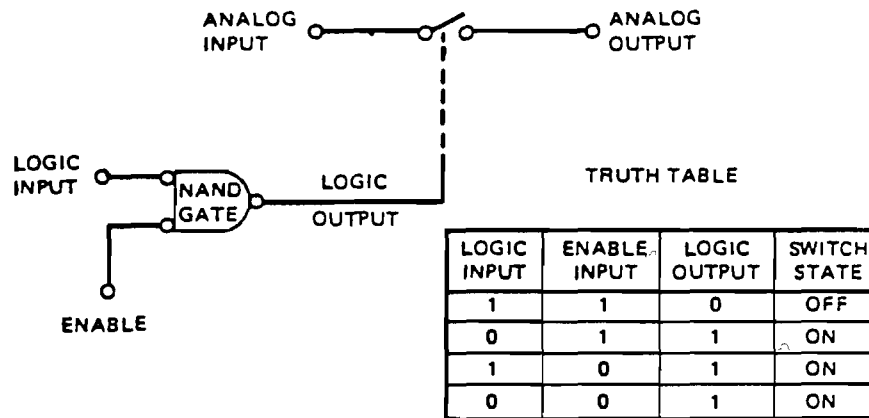 ANALOG
INPUT
ANALOG
OUTPUT
LOGIC
INPUT
NAND
GATE
LOGIC
OUTPUT
ENABLE
TRUTH TABLE
LOGIC INPUT ENABLE INPUT LOGIC OUTPUT SWITCH STATE
1 1 0 OFF
0 1 1 ON
1 0 1 ON
0 0 1 ON